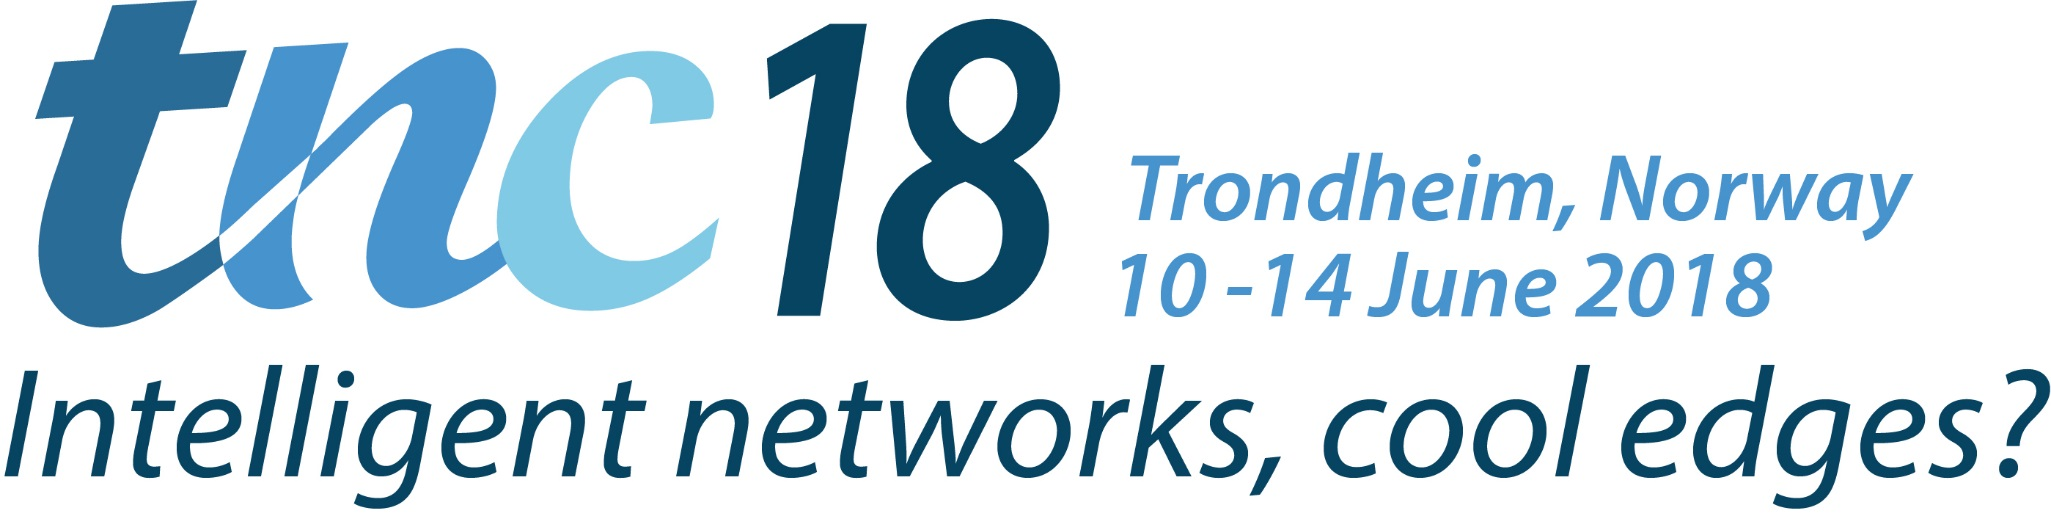 tnc18
Trondheim, Norway
10 -14 June 2018
Intelligent networks, cool edges?